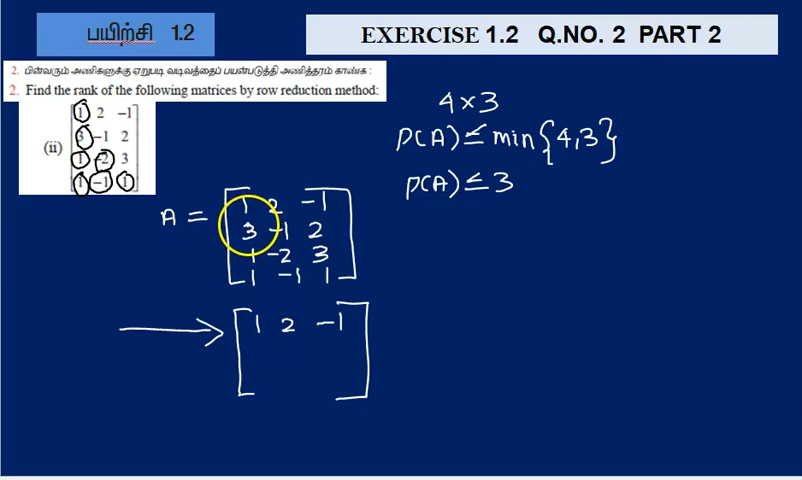 பயிற்சி 1.2
EXERCISE 1.2 Q.NO. 2 PART 2
2. பின்வரும் அணிகளுக்கு ஏறுபடி வடிவத்தைப் பயன்படுத்தி அணித்தரம் காண்க :
2. Find the rank of the following matrices by row reduction method:
(ii)
1 2 −1
3 −1 2
1 −2 3
1 −1 1
4×3
ρ(A) ≤ min{4,3}
ρ(A) ≤ 3
A =
1 2 −1
3 −1 2
1 −2 3
1 −1 1
1 2 −1